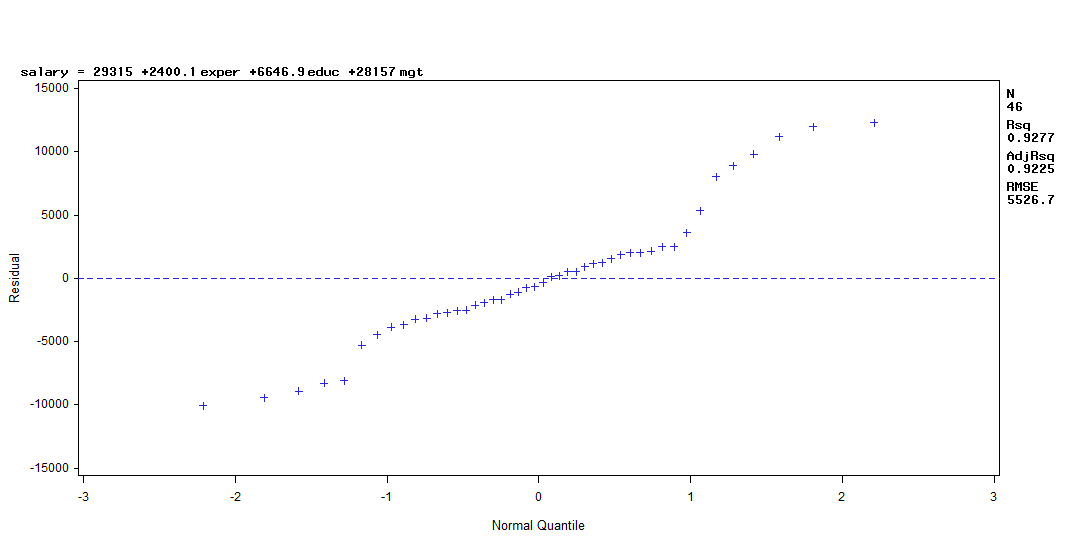 salary = 29315 +2400.1 exper +6646.9 educ +28157 mgt
15000
10000
5000
0
-5000
-10000
-15000
Residual
-3
-2
-1
0
1
2
3
Normal Quantile
N
46
Rsq
0.9277
AdjRsq
0.9225
RMSE
5526.7